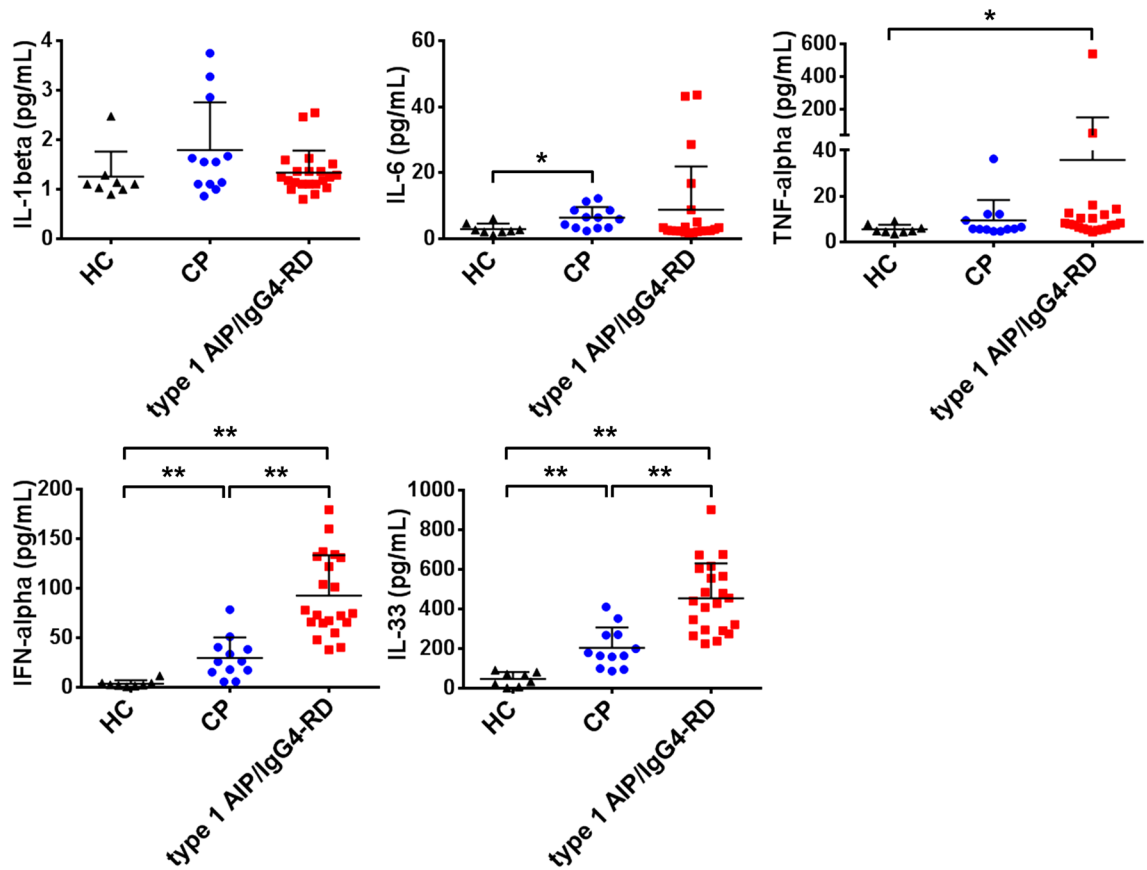 IL-1beta (pg/mL)
4
3
2
1
0
HC
CP
type 1 AIP/IgG4-RD
IL-6 (pg/mL)
60
40
20
0
*
HC
CP
type 1 AIP/IgG4-RD
TNF-alpha (pg/mL)
600
400
200
40
20
0
*
HC
CP
type 1 AIP/IgG4-RD
IFN-alpha (pg/mL)
200
150
100
50
0
**
**
**
HC
CP
type 1 AIP/IgG4-RD
IL-33 (pg/mL)
1000
800
600
400
200
0
**
**
**
HC
CP
type 1 AIP/IgG4-RD